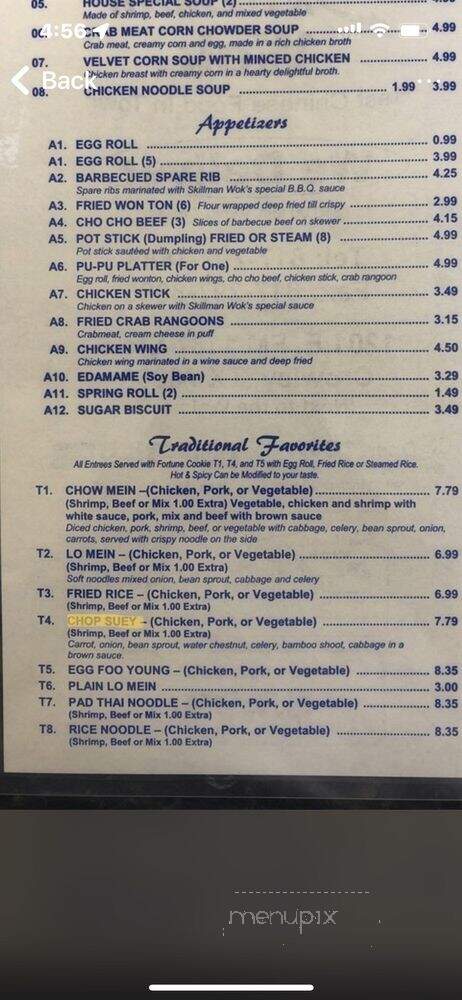 05. HOUSE SPECIAL SOUP (2)
Made of shrimp, beef, chicken, and mixed vegetable
4:56
06. CRAB MEAT CORN CHOWDER SOUP 4.99
Crab meat, creamy corn and egg, made in a rich chicken broth
07. VELVET CORN SOUP WITH MINCED CHICKEN 4.99
Chicken breast with creamy corn in a hearty delightful broth.
Back
08. CHICKEN NOODLE SOUP 1.99 3.99
Appetizers
A1. EGG ROLL 0.99
A1. EGG ROLL (5) 3.99
A2. BARBECUED SPARE RIB 4.25
Spare ribs marinated with Skillman Wok's special B.B.Q. sauce
A3. FRIED WON TON (6) Flour wrapped deep fried till crispy 2.99
A4. CHO CHO BEEF (3) Slices of barbecue beef on skewer 4.15
A5. POT STICK (Dumpling) FRIED OR STEAM (8) 4.99
Pot stick sautéed with chicken and vegetable
A6. PU-PU PLATTER (For One) 4.99
Egg roll, fried wonton, chicken wings, cho cho beef, chicken stick, crab rangoon
A7. CHICKEN STICK 3.49
Chicken on a skewer with Skillman Wok's special sauce
A8. FRIED CRAB RANGOONS 3.15
Crabmeat, cream cheese in puff
A9. CHICKEN WING 4.50
Chicken wing marinated in a wine sauce and deep fried
A10. EDAMAME (Soy Bean) 3.29
A11. SPRING ROLL (2) 1.49
A12. SUGAR BISCUIT 3.49
Traditional Favorites
All Entrees Served with Fortune Cookie T1, T4, and T5 with Egg Roll, Fried Rice or Steamed Rice.
Hot & Spicy Can be Modified to your taste.
T1. CHOW MEIN –(Chicken, Pork, or Vegetable) 7.79
(Shrimp, Beef or Mix 1.00 Extra) Vegetable, chicken and shrimp with
white sauce, pork, mix and beef with brown sauce
Diced chicken, pork, shrimp, beef, or vegetable with cabbage, celery, bean sprout, onion,
carrots, served with crispy noodle on the side
T2. LO MEIN – (Chicken, Pork, or Vegetable) 6.99
(Shrimp, Beef or Mix 1.00 Extra)
Soft noodles mixed onion, bean sprout, cabbage and celery
T3. FRIED RICE – (Chicken, Pork, or Vegetable) 6.99
(Shrimp, Beef or Mix 1.00 Extra)
T4. CHOP SUEY – (Chicken, Pork, or Vegetable) 7.79
(Shrimp, Beef or Mix 1.00 Extra)
Carrot, onion, bean sprout, water chestnut, celery, bamboo shoot, cabbage in a
brown sauce.
T5. EGG FOO YOUNG – (Chicken, Pork, or Vegetable) 8.35
T6. PLAIN LO MEIN 3.00
T7. PAD THAI NOODLE – (Chicken, Pork, or Vegetable) 8.35
(Shrimp, Beef or Mix 1.00 Extra)
T8. RICE NOODLE – (Chicken, Pork, or Vegetable) 8.35
(Shrimp, Beef or Mix 1.00 Extra)
menupix